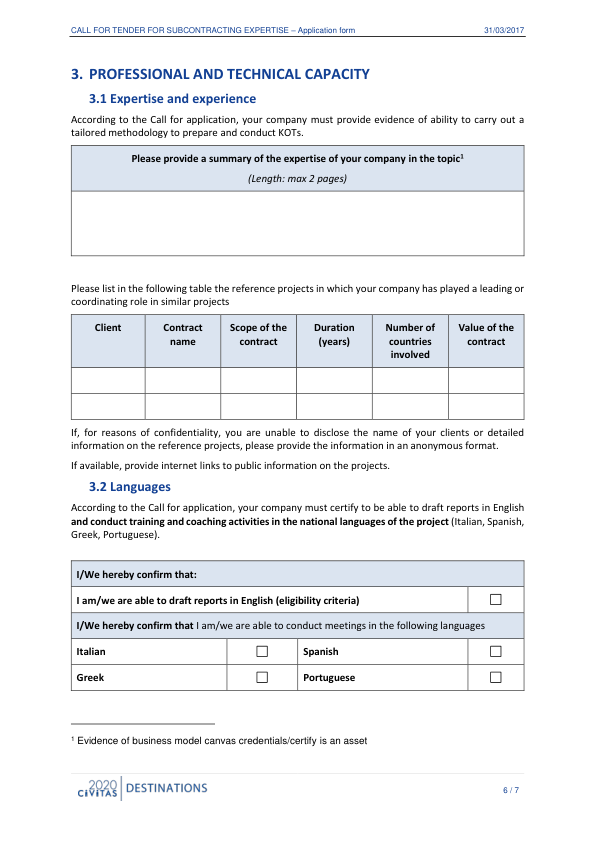 CALL FOR TENDER FOR SUBCONTRACTING EXPERTISE – Application form 31/03/2017
3. PROFESSIONAL AND TECHNICAL CAPACITY
3.1 Expertise and experience
According to the Call for application, your company must provide evidence of ability to carry out a
tailored methodology to prepare and conduct KOTs.
Please provide a summary of the expertise of your company in the topic¹
(Length: max 2 pages)
Please list in the following table the reference projects in which your company has played a leading or
coordinating role in similar projects
Client Contract name Scope of the contract Duration (years) Number of countries involved Value of the contract
If, for reasons of confidentiality, you are unable to disclose the name of your clients or detailed
information on the reference projects, please provide the information in an anonymous format.
If available, provide internet links to public information on the projects.
3.2 Languages
According to the Call for application, your company must certify to be able to draft reports in English
and conduct training and coaching activities in the national languages of the project (Italian, Spanish,
Greek, Portuguese).
I/We hereby confirm that:
I am/we are able to draft reports in English (eligibility criteria) ☐
I/We hereby confirm that I am/we are able to conduct meetings in the following languages
Italian ☐ Spanish ☐
Greek ☐ Portuguese ☐
¹ Evidence of business model canvas credentials/certify is an asset
2020
CIVITAS DESTINATIONS
6 / 7